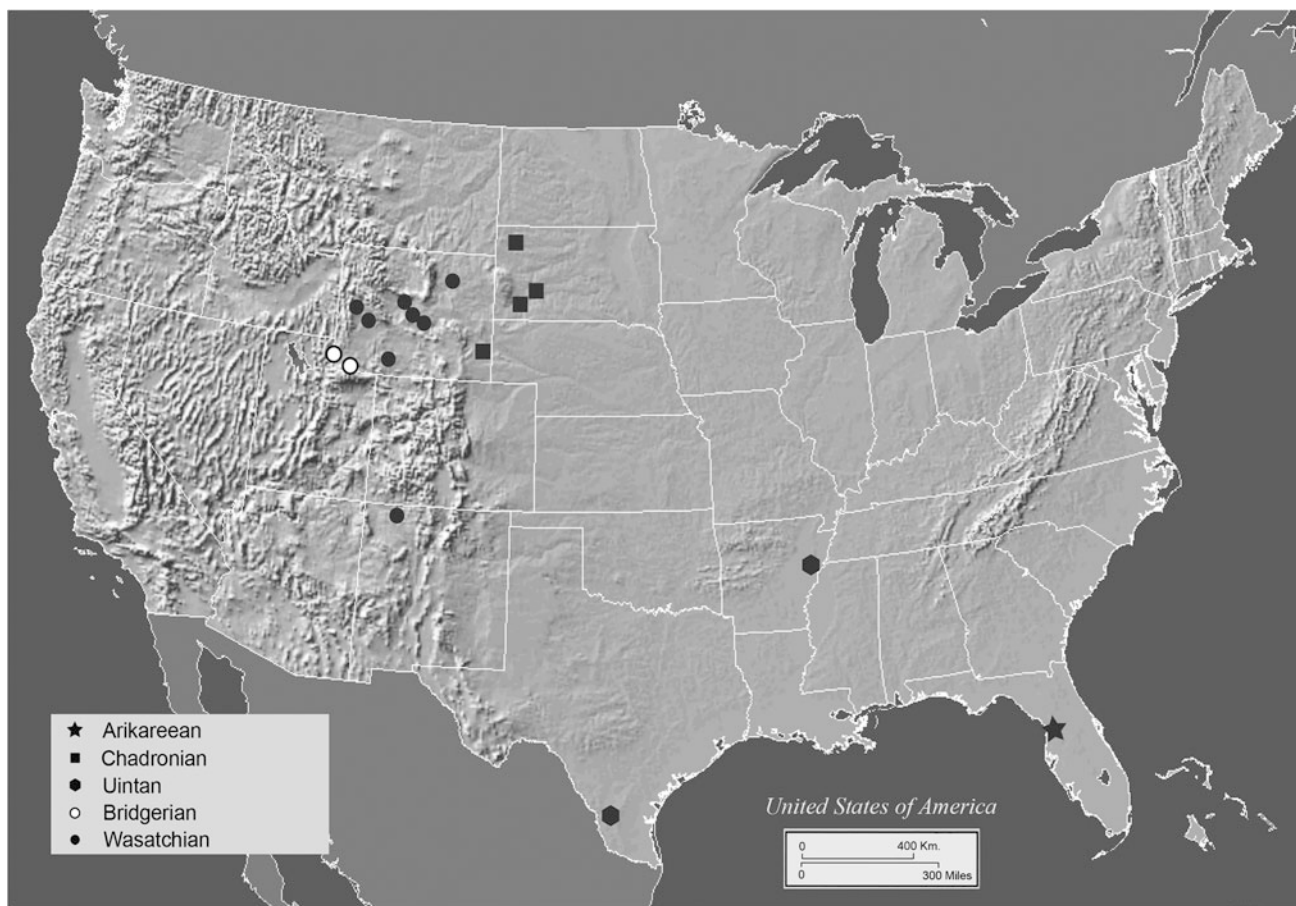 Arikareean
Chadronian
Uintan
Bridgerian
Wasatchian
United States of America
0 400 Km.
0 300 Miles